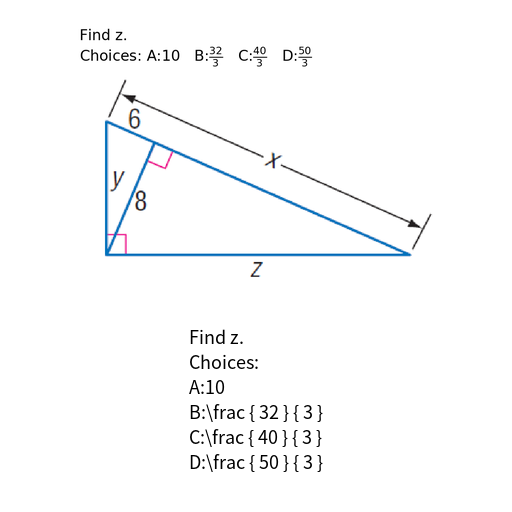 Find z.
Choices: A:10 B:\frac{32}{3} C:\frac{40}{3} D:\frac{50}{3}
6
x
y
8
z
Find z.
Choices:
A:10
B:\frac { 32 } { 3 }
C:\frac { 40 } { 3 }
D:\frac { 50 } { 3 }